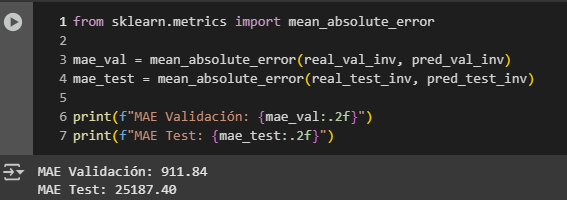 1 from sklearn.metrics import mean_absolute_error
2
3 mae_val = mean_absolute_error(real_val_inv, pred_val_inv)
4 mae_test = mean_absolute_error(real_test_inv, pred_test_inv)
5
6 print(f"MAE Validación: {mae_val:.2f}")
7 print(f"MAE Test: {mae_test:.2f}")
MAE Validación: 911.84
MAE Test: 25187.40